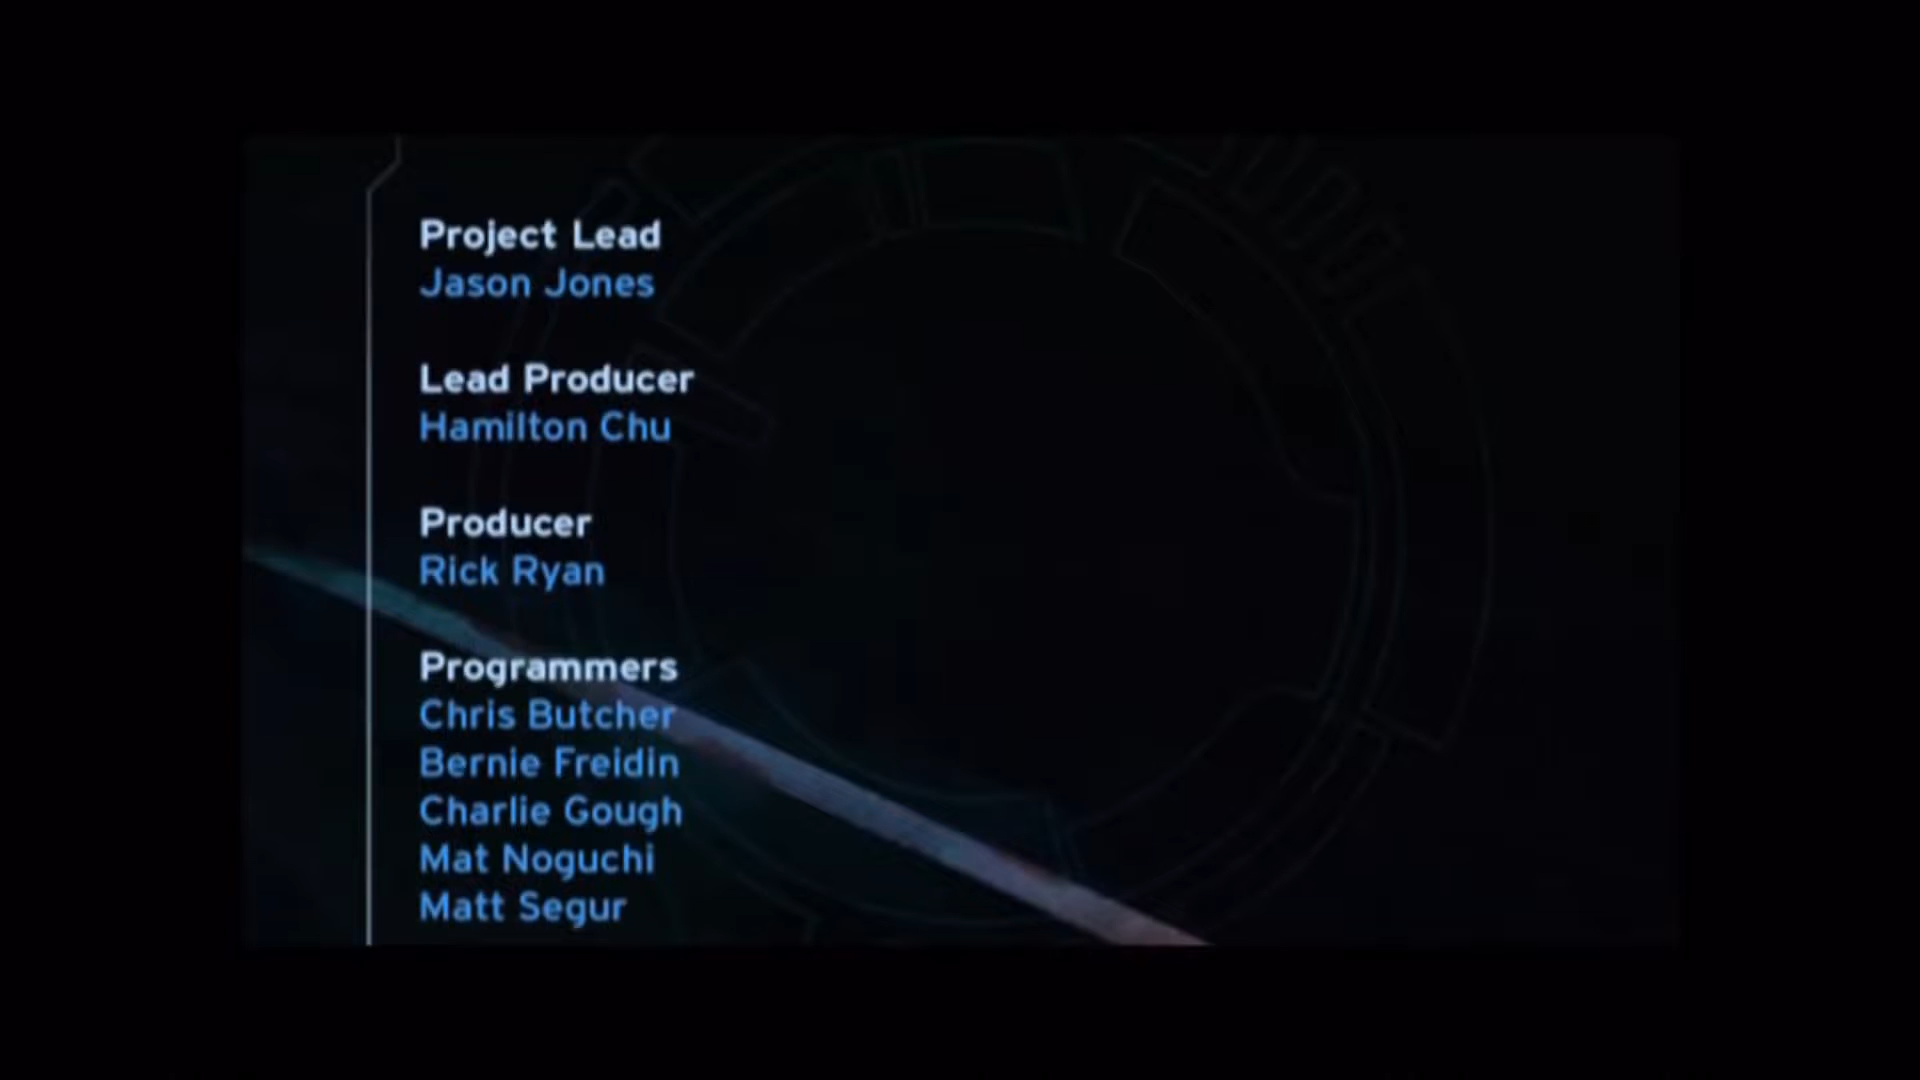 Project Lead
Jason Jones
Lead Producer
Hamilton Chu
Producer
Rick Ryan
Programmers
Chris Butcher
Bernie Freidin
Charlie Gough
Mat Noguchi
Matt Segur